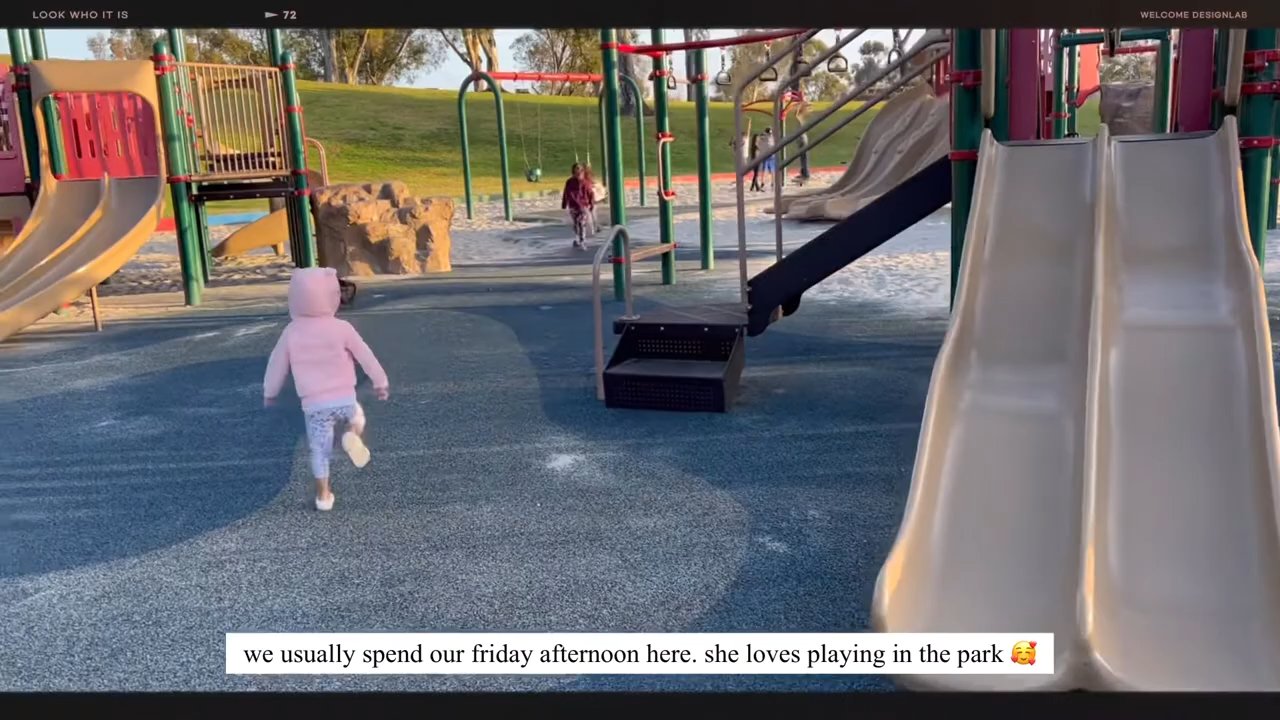 LOOK WHO IT IS
72
WELCOME DESIGNLAB
we usually spend our friday afternoon here. she loves playing in the park 🥰